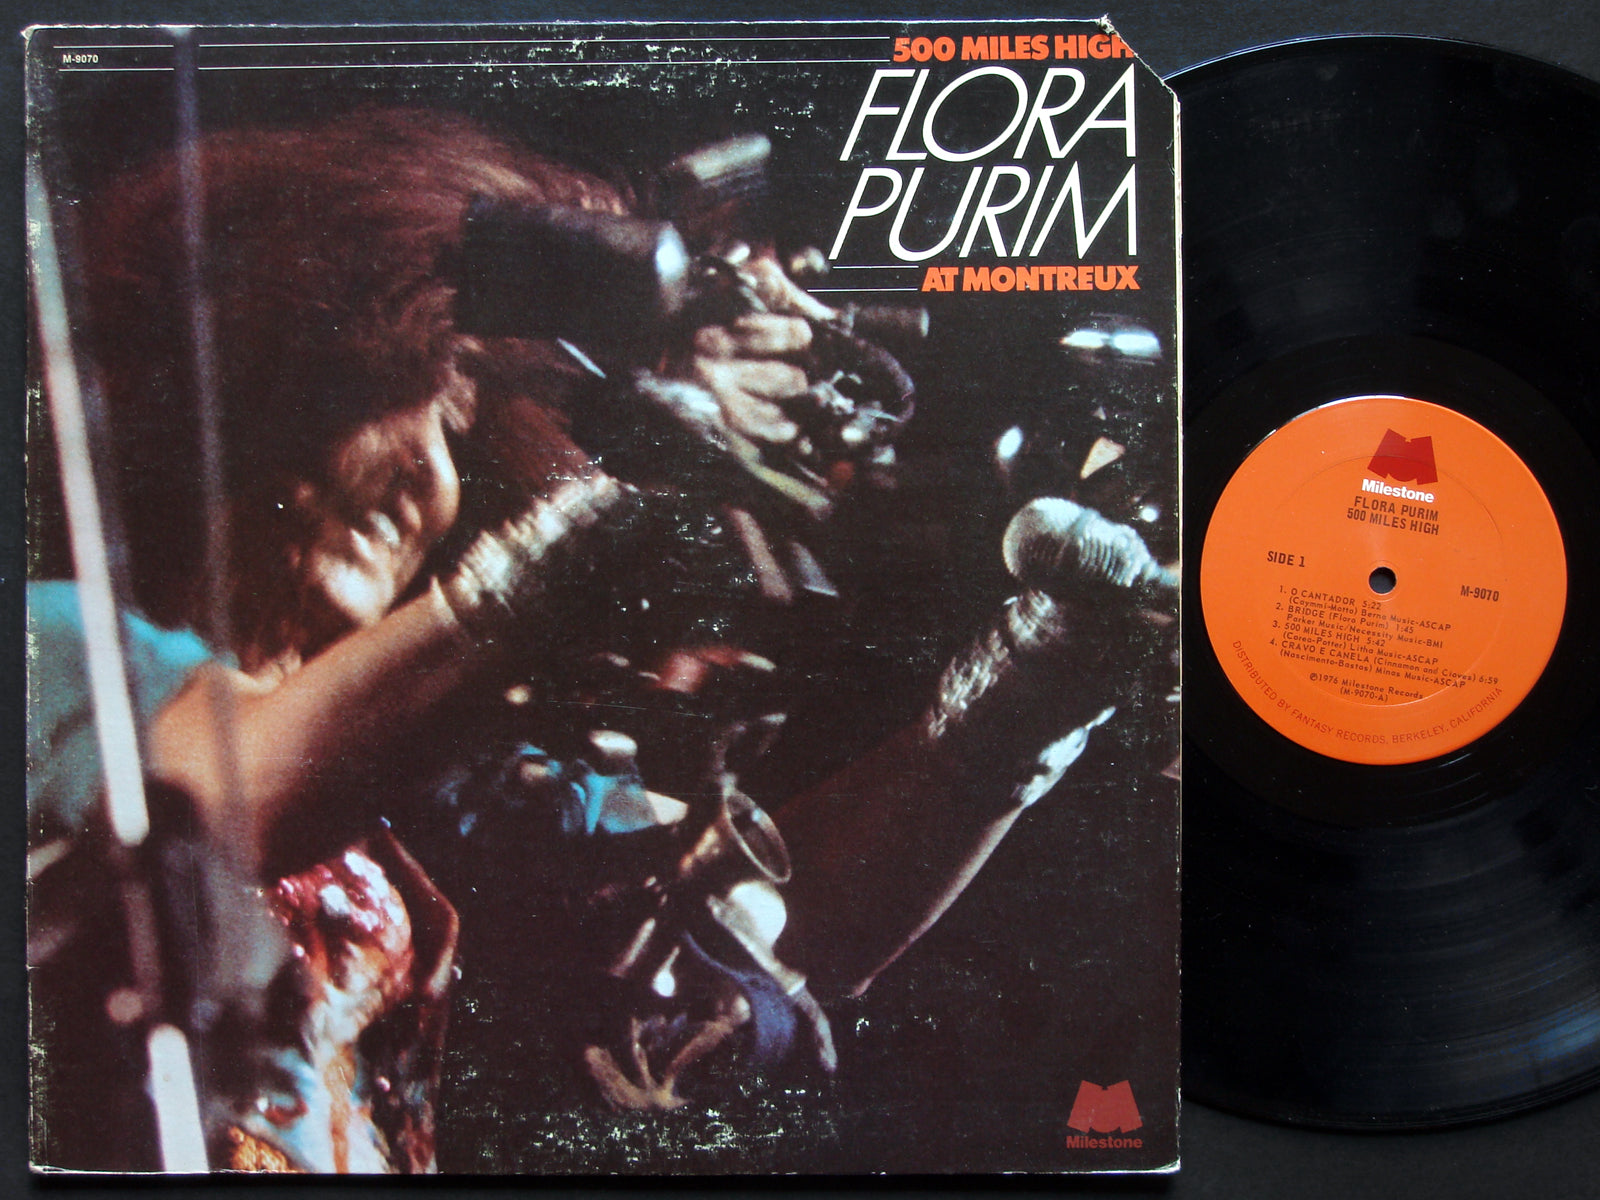 M-9070
500 MILES HIGH
FLORA
PURIM
AT MONTREUX
Milestone
Milestone
FLORA PURIM
500 MILES HIGH
SIDE 1
M-9070
1. O CANTADOR 5:22
(Caymmi-Motta) Berna Music-ASCAP
2. BRIDGE (Flora Purim) 1:45
Parker Music/Necessity Music-BMI
3. 500 MILES HIGH 5:42
(Corea-Potter) Litha Music-ASCAP
4. CRAVO E CANELA (Cinnamon and Cloves) 6:59
(Nascimento-Bastos) Minas Music-ASCAP
℗1976 Milestone Records
(M-9070-A)
DISTRIBUTED BY FANTASY RECORDS, BERKELEY, CALIFORNIA